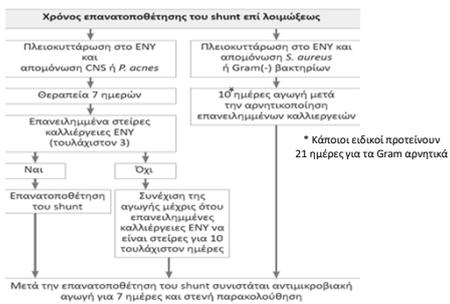 Χρόνος επανατοποθέτησης του shunt επί λοιμώξεως
Πλειοκυττάρωση στο ΕΝΥ
και
απομόνωση CNS ή P. acnes
Πλειοκυττάρωση στο ΕΝΥ και
απομόνωση S. aureus
ή Gram(-) βακτηρίων
Θεραπεία 7 ημερών
10* ημέρες αγωγή μετά
την αρνητικοποίηση
επανειλημμένων καλλιεργειών
Επανειλημμένα στείρες
καλλιέργειες ΕΝΥ
(τουλάχιστον 3)
* Κάποιοι ειδικοί προτείνουν
21 ημέρες για τα Gram αρνητικά
Ναι
Όχι
Επανατοποθέτηση
του shunt
Συνέχιση της
αγωγής μέχρις ότου
επανειλημμένες
καλλιέργειες ΕΝΥ να
είναι στείρες για 10
τουλάχιστον ημέρες
Μετά την επανατοποθέτηση του shunt συνιστάται αντιμικροβιακή
αγωγή για 7 ημέρες και στενή παρακολούθηση